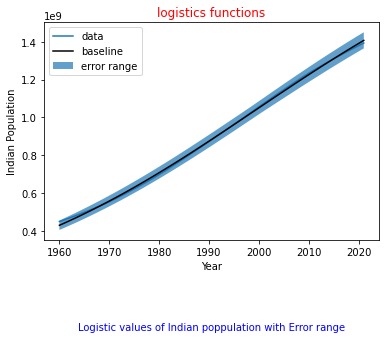 logistics functions
1e9
data
baseline
error range
1.4
1.2
1.0
0.8
0.6
0.4
Indian Population
1960 1970 1980 1990 2000 2010 2020
Year
Logistic values of Indian poppulation with Error range